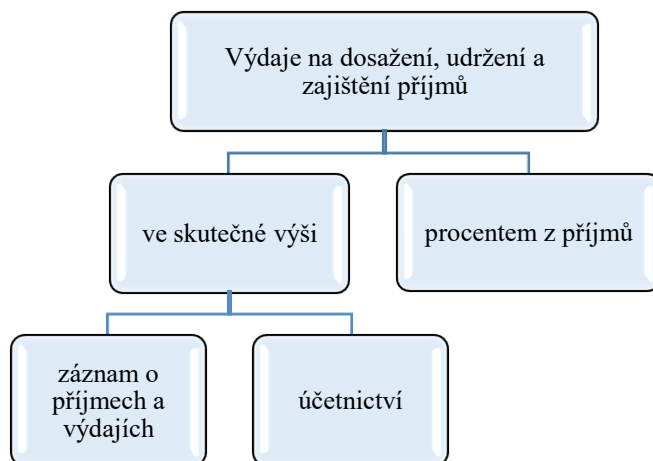 Výdaje na dosažení, udržení a
zajištění příjmů
ve skutečné výši
procentem z příjmů
záznam o
příjmech a
výdajích
účetnictví